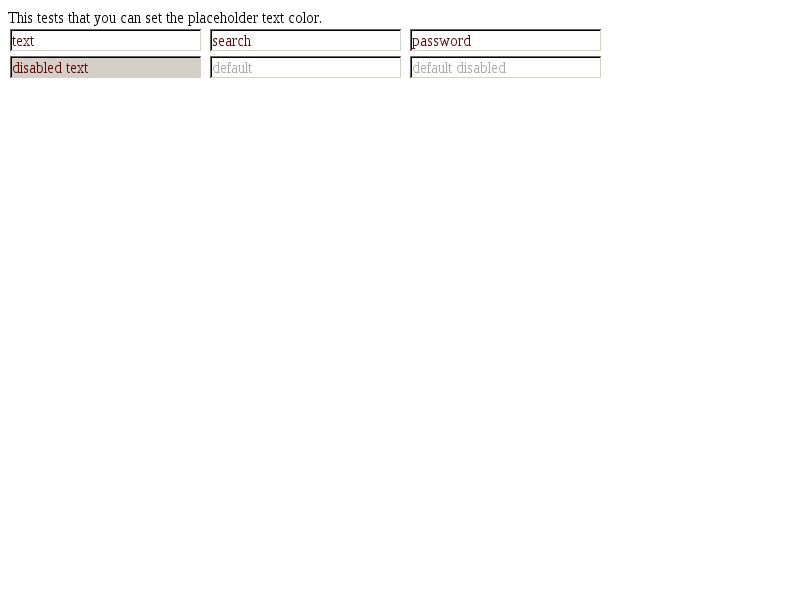 This tests that you can set the placeholder text color.
text search password
disabled text default default disabled